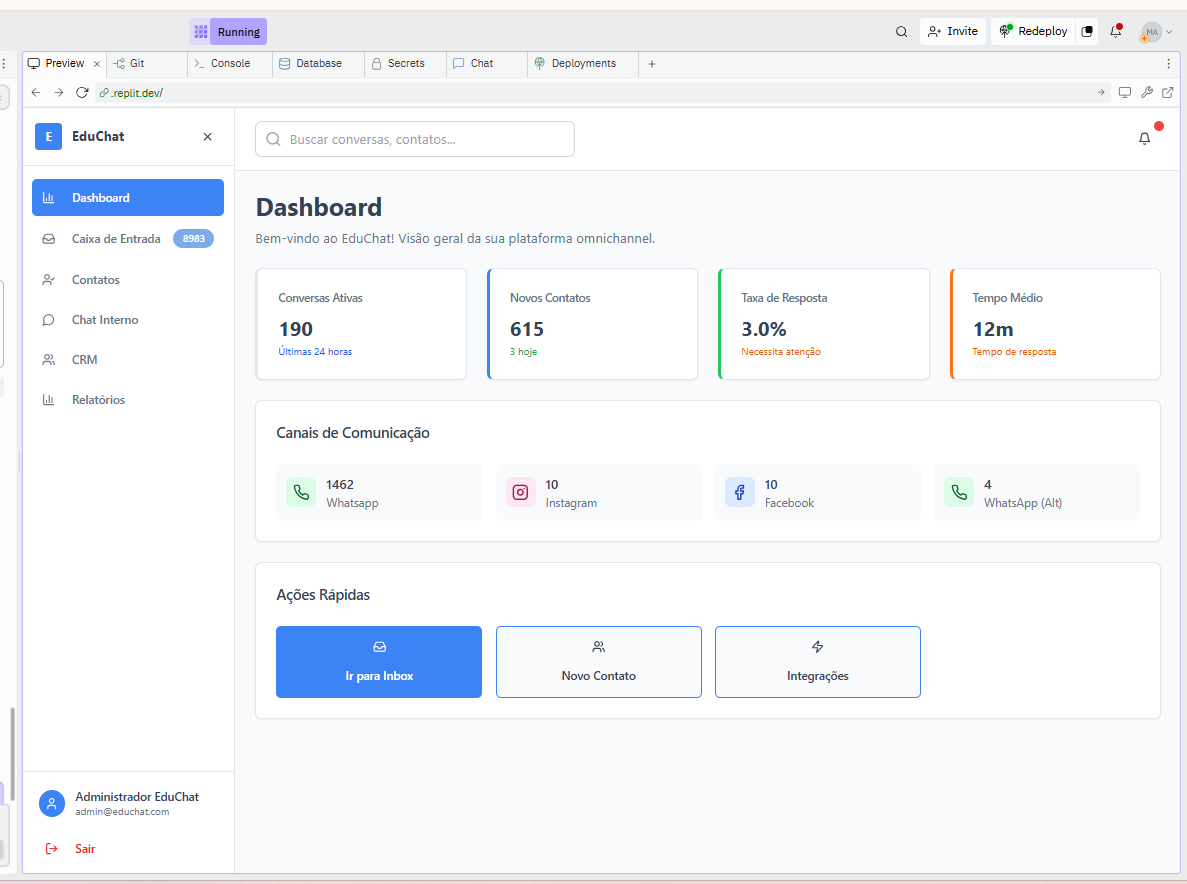 Running
Invite
Redeploy
MA
Preview
Git
Console
Database
Secrets
Chat
Deployments
.replit.dev/
E
EduChat
Buscar conversas, contatos...
Dashboard
Caixa de Entrada
8983
Contatos
Chat Interno
CRM
Relatórios
Dashboard
Bem-vindo ao EduChat! Visão geral da sua plataforma omnichannel.
Conversas Ativas
190
Últimas 24 horas
Novos Contatos
615
3 hoje
Taxa de Resposta
3.0%
Necessita atenção
Tempo Médio
12m
Tempo de resposta
Canais de Comunicação
1462
Whatsapp
10
Instagram
10
Facebook
4
WhatsApp (Alt)
Ações Rápidas
Ir para Inbox
Novo Contato
Integrações
Administrador EduChat
admin@educhat.com
Sair